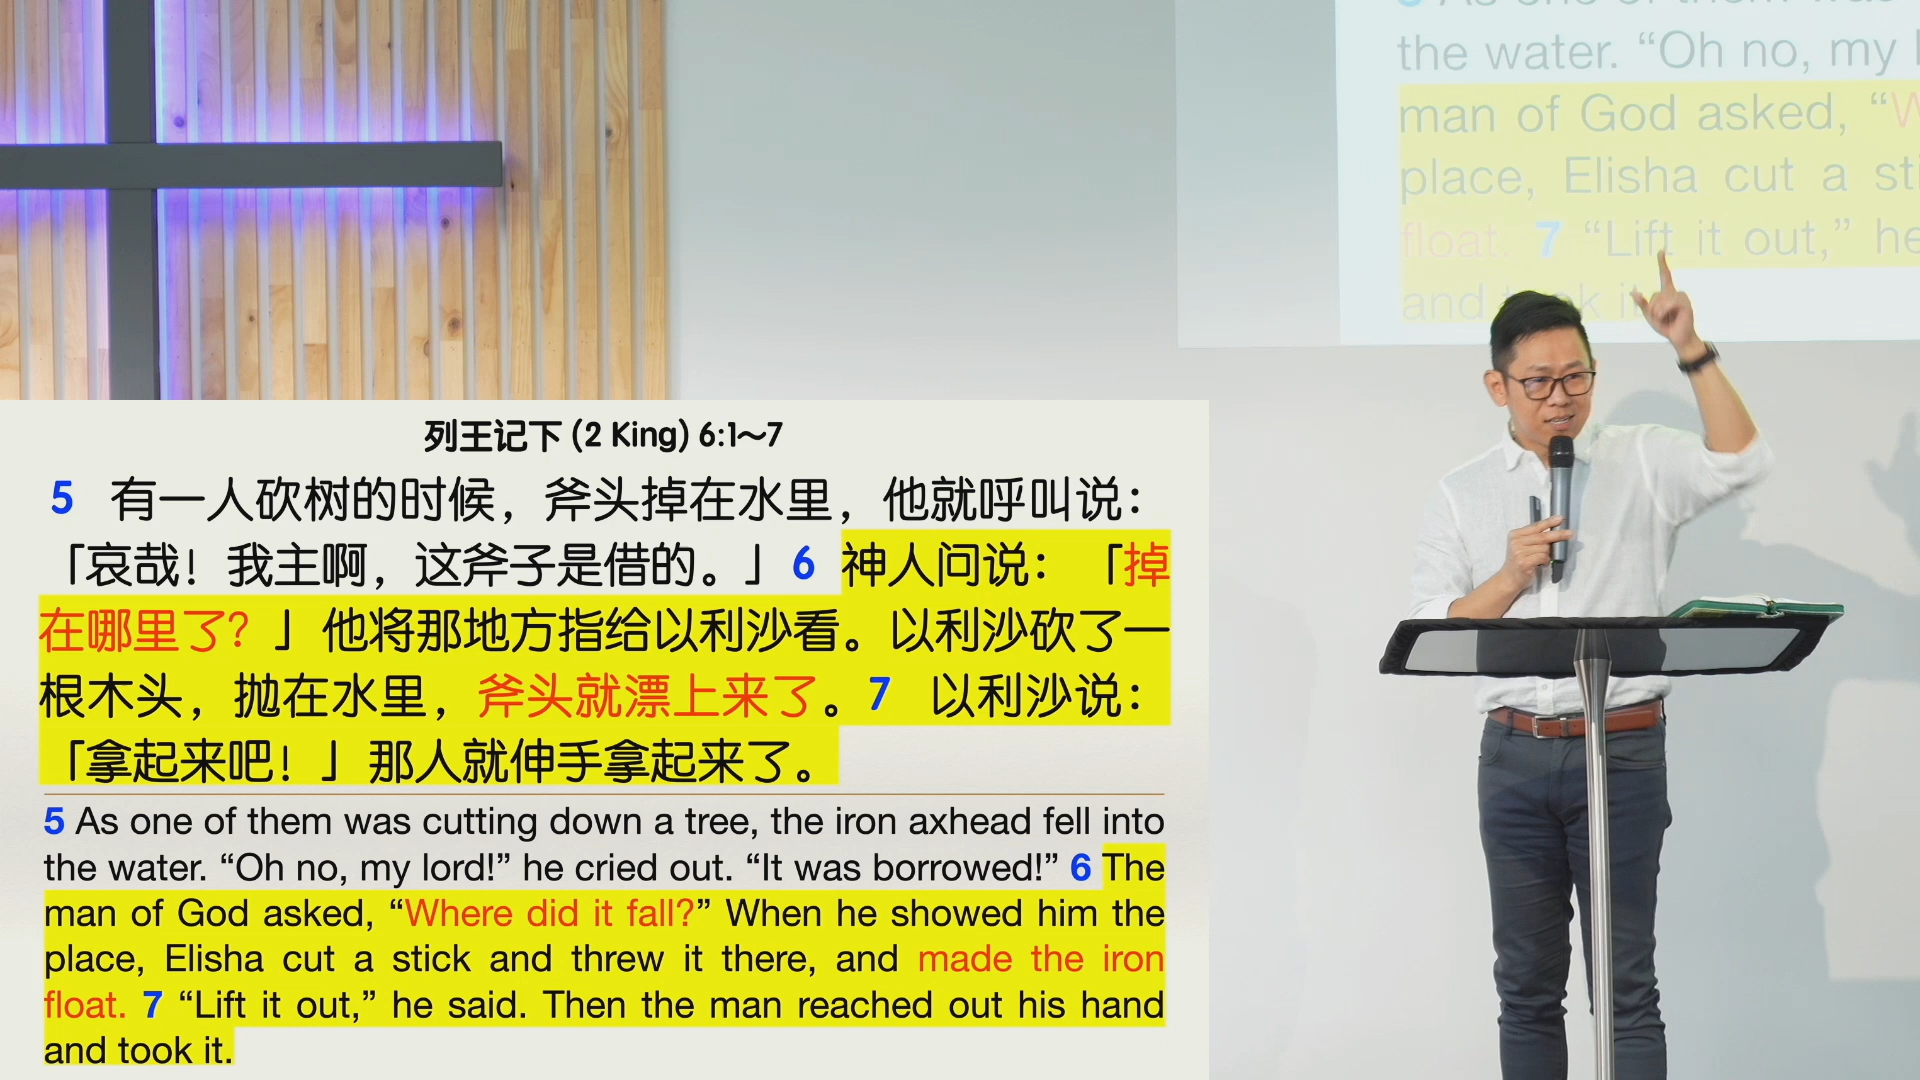 the water. “Oh no, my
man of God asked, “W
place, Elisha cut a sti
float. 7 “Lift it out,” he
and took it.
列王记下 (2 King) 6:1～7
5 有一人砍树的时候，斧头掉在水里，他就呼叫说：
「哀哉！我主啊，这斧子是借的。」6 神人问说：「掉
在哪里了？」他将那地方指给以利沙看。以利沙砍了一
根木头，抛在水里，斧头就漂上来了。7 以利沙说：
「拿起来吧！」那人就伸手拿起来了。
5 As one of them was cutting down a tree, the iron axhead fell into
the water. “Oh no, my lord!” he cried out. “It was borrowed!” 6 The
man of God asked, “Where did it fall?” When he showed him the
place, Elisha cut a stick and threw it there, and made the iron
float. 7 “Lift it out,” he said. Then the man reached out his hand
and took it.